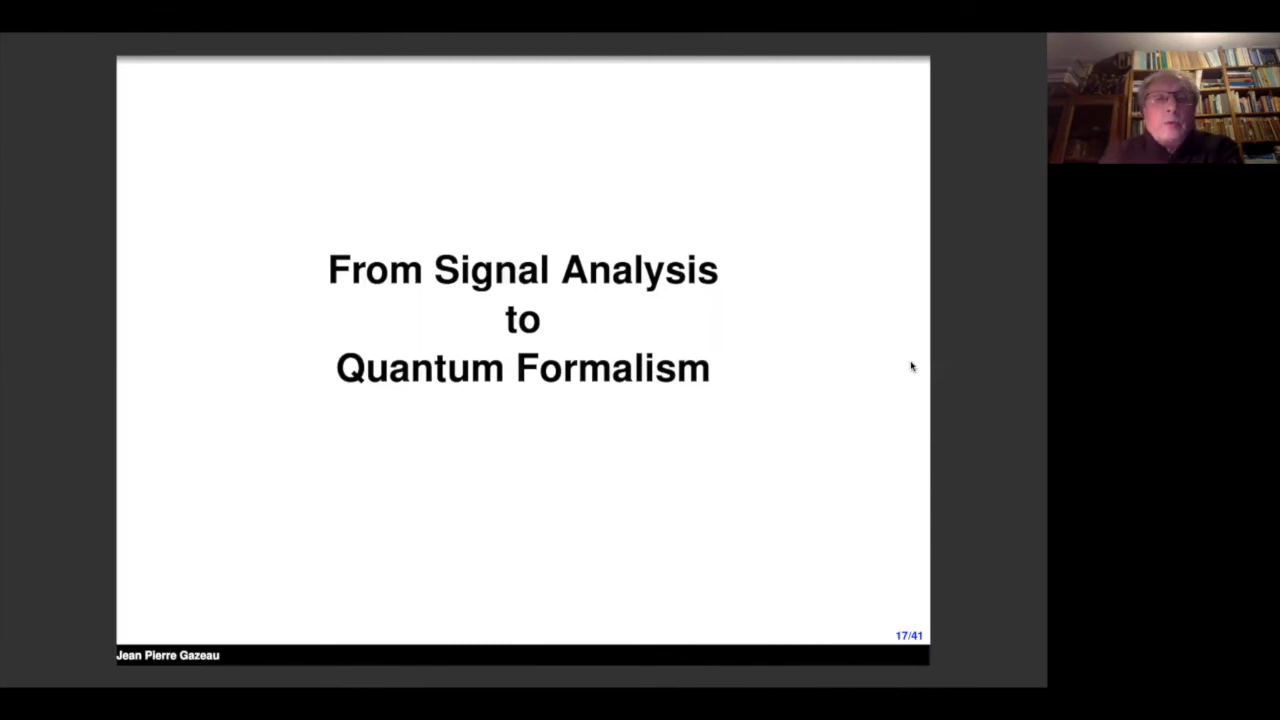 From Signal Analysis
to
Quantum Formalism
17/41
Jean Pierre Gazeau